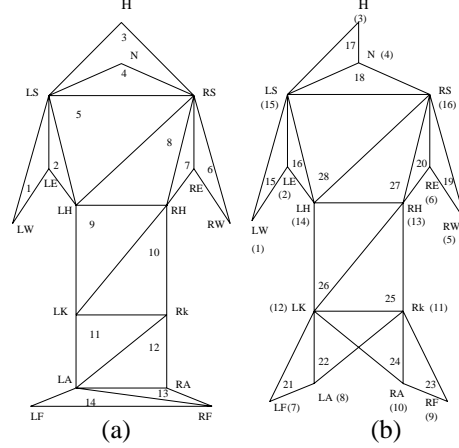 H
3
N
4
LS
RS
5
8
2
7
1
6
LE
RE
LW
LH
RH
RW
9
10
LK
Rk
11
12
LA
RA
13
14
LF
RF
(a)
H
(3)
17
N (4)
18
LS
(15)
RS
(16)
15
16
20
19
LE
(2)
28
27
RE
(6)
LW
(1)
LH
(14)
RH
(13)
RW
(5)
26
25
(12) LK
Rk (11)
22
24
21
23
LF(7)
LA (8)
RA
(10)
RF
(9)
(b)